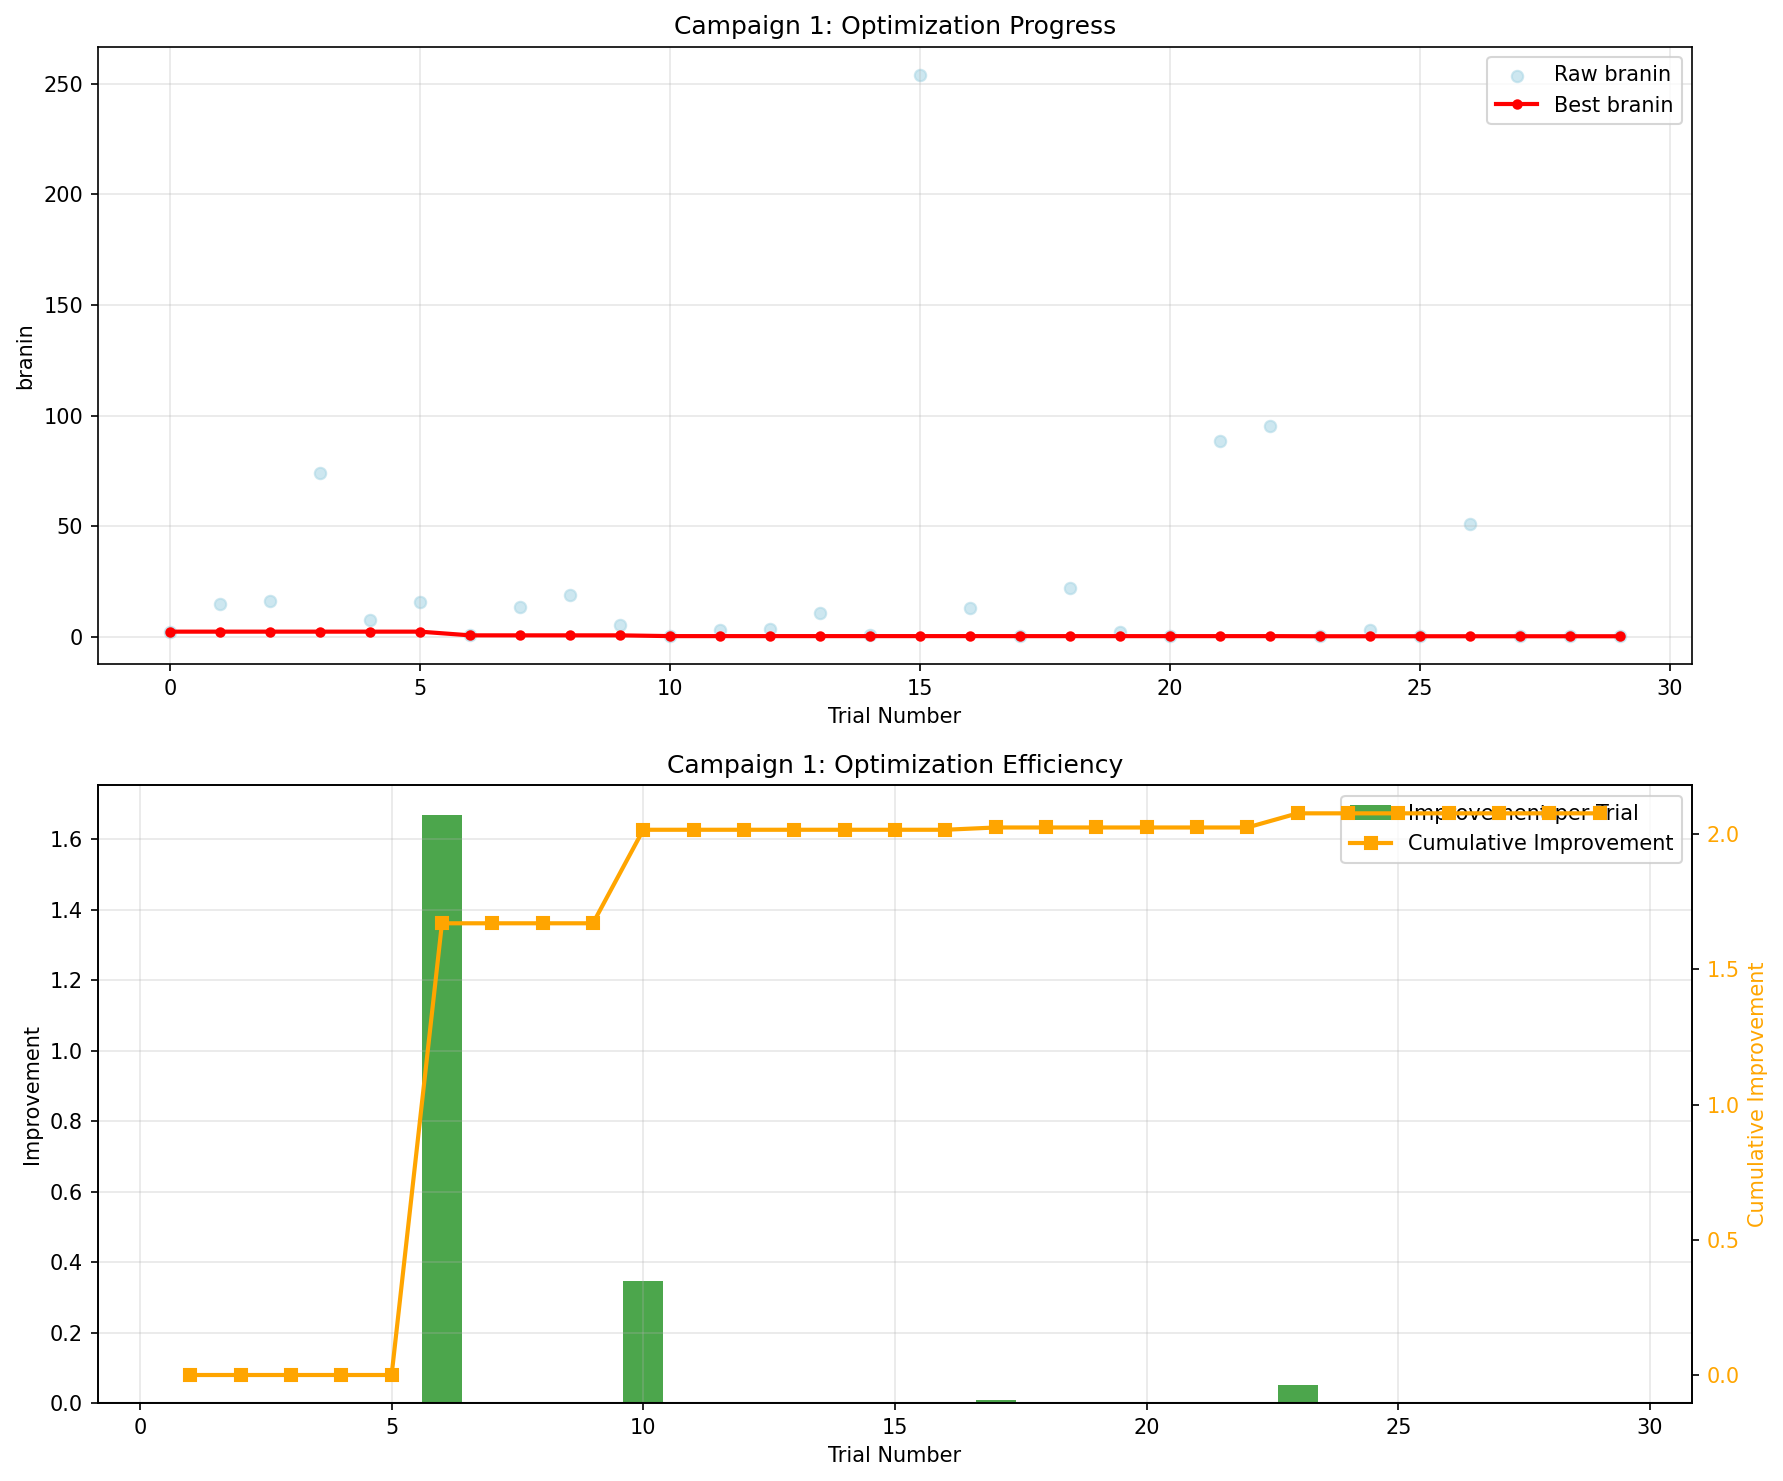 Campaign 1: Optimization Progress
250
200
150
100
50
0
branin
Raw branin
Best branin
0 5 10 15 20 25 30
Trial Number
Campaign 1: Optimization Efficiency
1.6
1.4
1.2
1.0
0.8
0.6
0.4
0.2
0.0
Improvement
Improvement per Trial
Cumulative Improvement
2.0
1.5
1.0
0.5
0.0
Cumulative Improvement
0 5 10 15 20 25 30
Trial Number